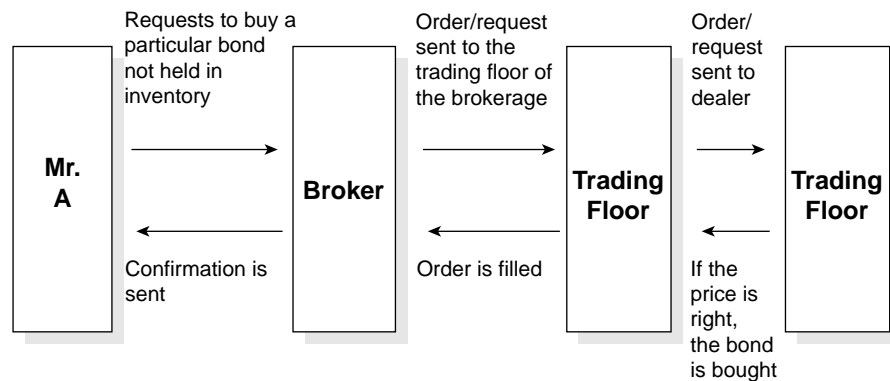 Requests to buy a
particular bond
not held in
inventory
Order/request
sent to the
trading floor of
the brokerage
Order/
request
sent to
dealer
Mr.
A
Broker
Trading
Floor
Trading
Floor
Confirmation is
sent
Order is filled
If the
price is
right,
the bond
is bought